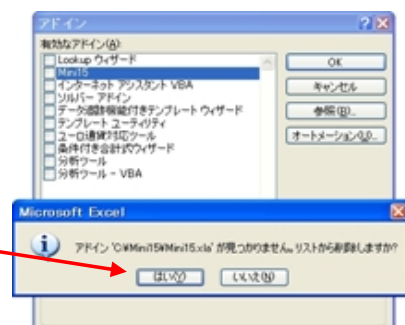 アドイン
有効なアドイン(A):
Lookup ウィザード
Mini15
インターネット アシスタント VBA
ソルバー アドイン
データ追跡機能付きテンプレート ウィザード
テンプレート ユーティリティ
ユーロ通貨対応ツール
条件付き合計式ウィザード
分析ツール
分析ツール - VBA
OK
キャンセル
参照(B)...
オートメーション(U)...
Microsoft Excel
アドイン 'C:¥Mini15¥Mini15.xla' が見つかりません。リストから削除しますか?
はい(Y)
いいえ(N)